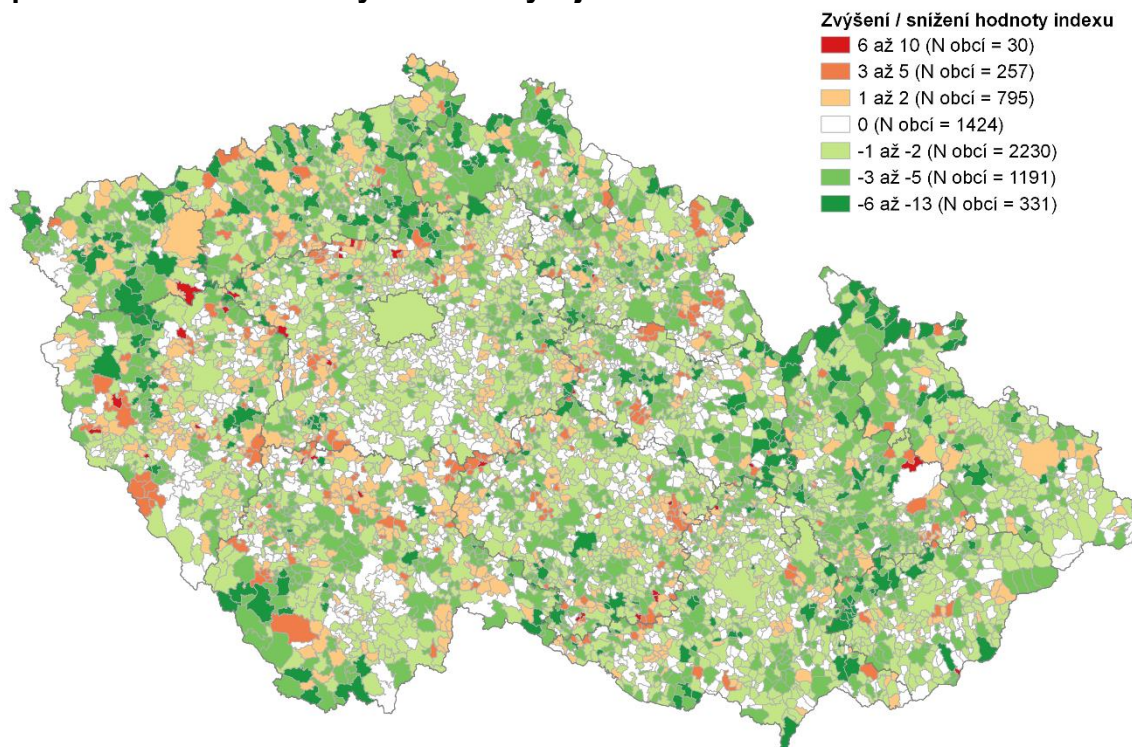 Zvýšení / snížení hodnoty indexu
6 až 10 (N obcí = 30)
3 až 5 (N obcí = 257)
1 až 2 (N obcí = 795)
0 (N obcí = 1424)
-1 až -2 (N obcí = 2230)
-3 až -5 (N obcí = 1191)
-6 až -13 (N obcí = 331)